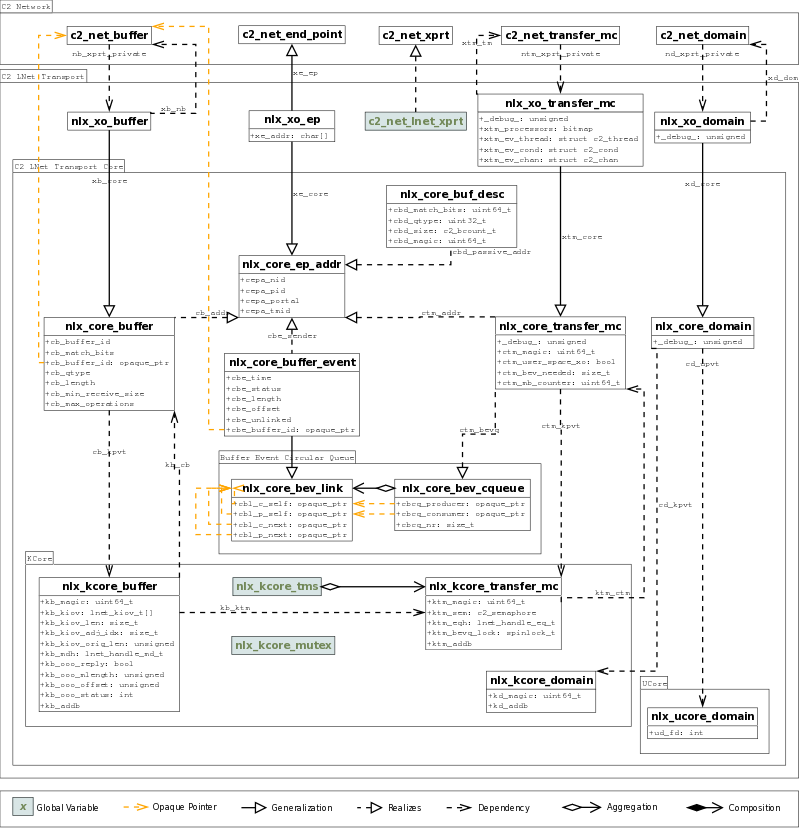 C2 Network
c2_net_buffer
c2_net_end_point
c2_net_xprt
c2_net_transfer_mc
c2_net_domain
nb_xprt_private
xtm_tm
ntm_xprt_private
nd_xprt_private
C2 LNet Transport
xe_ep
xd_dom
xb_nb
nlx_xo_buffer
nlx_xo_ep
+xe_addr: char[]
c2_net_lnet_xprt
nlx_xo_transfer_mc
+_debug_: unsigned
+xtm_processors: bitmap
+xtm_ev_thread: struct c2_thread
+xtm_ev_cond: struct c2_cond
+xtm_ev_chan: struct c2_chan
nlx_xo_domain
+_debug_: unsigned
C2 LNet Transport Core
xb_core
xe_core
xd_core
nlx_core_buf_desc
+cbd_match_bits: uint64_t
+cbd_qtype: uint32_t
+cbd_size: c2_bcount_t
+cbd_magic: uint64_t
xtm_core
cbd_passive_addr
nlx_core_ep_addr
+cepa_nid
+cepa_pid
+cepa_portal
+cepa_tmid
cb_addr
ctm_addr
nlx_core_buffer
+cb_buffer_id
+cb_match_bits
+cb_buffer_id: opaque_ptr
+cb_qtype
+cb_length
+cb_min_receive_size
+cb_max_operations
cbe_sender
nlx_core_buffer_event
+cbe_time
+cbe_status
+cbe_length
+cbe_offset
+cbe_unlinked
+cbe_buffer_id: opaque_ptr
nlx_core_transfer_mc
+_debug_: unsigned
+ctm_magic: uint64_t
+ctm_user_space_xo: bool
+ctm_bev_needed: size_t
+ctm_mb_counter: uint64_t
nlx_core_domain
+_debug_: unsigned
cd_upvt
ctm_bevq
ctm_kpvt
cb_kpvt
kb_cb
Buffer Event Circular Queue
nlx_core_bev_link
+cbl_c_self: opaque_ptr
+cbl_p_self: opaque_ptr
+cbl_c_next: opaque_ptr
+cbl_p_next: opaque_ptr
nlx_core_bev_cqueue
+cbcq_producer: opaque_ptr
+cbcq_consumer: opaque_ptr
+cbcq_nr: size_t
cd_kpvt
KCore
nlx_kcore_buffer
+kb_magic: uint64_t
+kb_kiov: lnet_kiov_t[]
+kb_kiov_len: size_t
+kb_kiov_adj_idx: size_t
+kb_kiov_orig_len: unsigned
+kb_mdh: lnet_handle_md_t
+kb_ooo_reply: bool
+kb_ooo_mlength: unsigned
+kb_ooo_offset: unsigned
+kb_ooo_status: int
+kb_addb
nlx_kcore_tms
kb_ktm
nlx_kcore_mutex
nlx_kcore_transfer_mc
+ktm_magic: uint64_t
+ktm_sem: c2_semaphore
+ktm_eqh: lnet_handle_eq_t
+ktm_bevq_lock: spinlock_t
+ktm_addb
ktm_ctm
nlx_kcore_domain
+kd_magic: uint64_t
+kd_addb
UCore
nlx_ucore_domain
+ud_fd: int
x
Global Variable
Opaque Pointer
Generalization
Realizes
Dependency
Aggregation
Composition